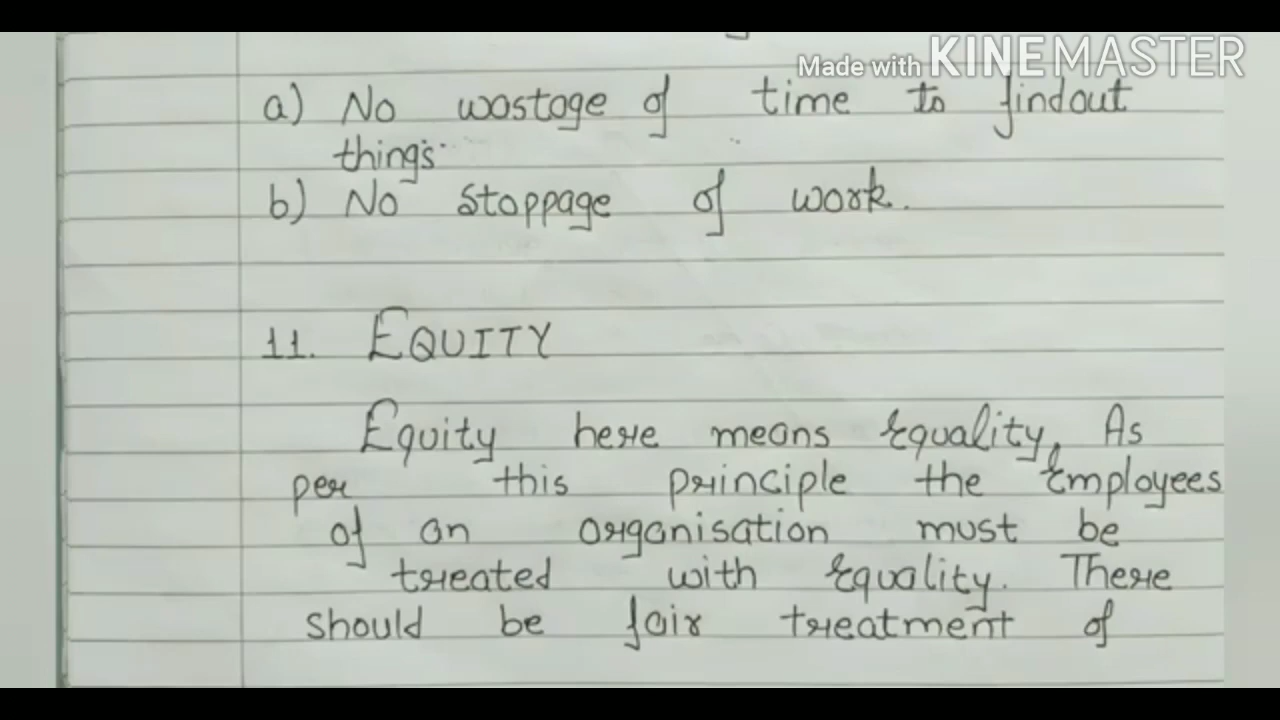 Made with KINEMASTER
a) No wastage of time to findout
things.
b) No stoppage of work.
11. EQUITY
Equity here means Equality. As
per this principle the Employees
of an organisation must be
treated with Equality. There
should be fair treatment of